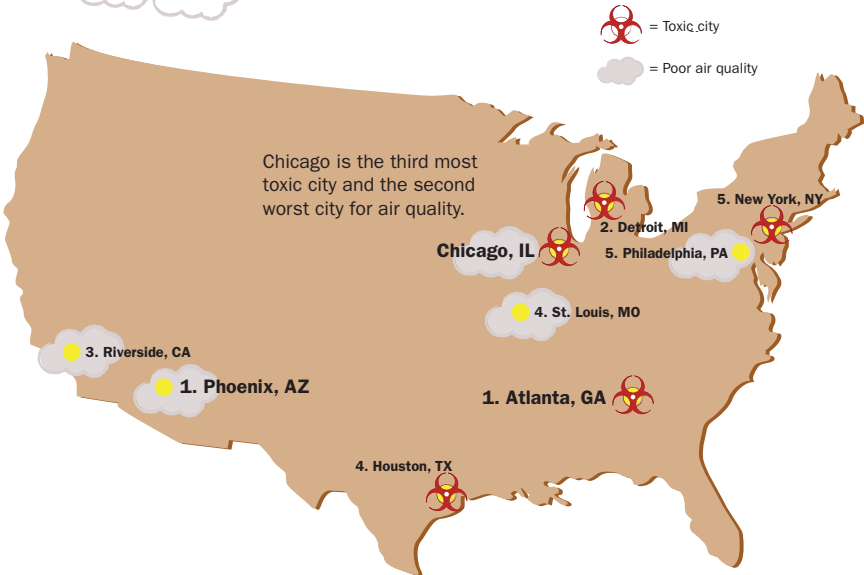 = Toxic city
= Poor air quality
Chicago is the third most
toxic city and the second
worst city for air quality.
5. New York, NY
2. Detroit, MI
Chicago, IL
5. Philadelphia, PA
4. St. Louis, MO
3. Riverside, CA
1. Phoenix, AZ
1. Atlanta, GA
4. Houston, TX